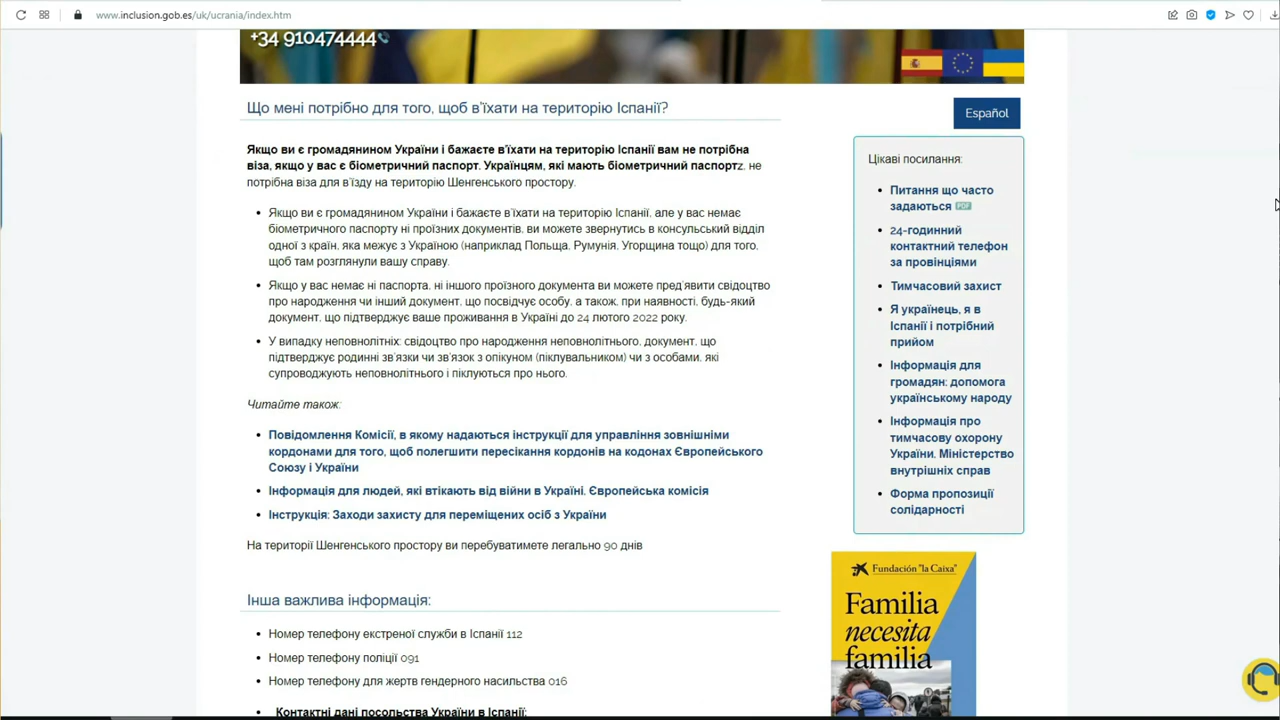 www.inclusion.gob.es/uk/ucrania/index.htm
+34 910474444
Що мені потрібно для того, щоб в'їхати на територію Іспанії?
Якщо ви є громадянином України і бажаєте в'їхати на територію Іспанії вам не потрібна
віза, якщо у вас є біометричний паспорт. Українцям, які мають біометричний паспортz, не
потрібна віза для в'їзду на територію Шенгенського простору.
Якщо ви є громадянином України і бажаєте в'їхати на територію Іспанії, але у вас немає
біометричного паспорту ні проїзних документів, ви можете звернутись в консульський відділ
одної з країн, яка межує з Україною (наприклад Польща, Румунія, Угорщина тощо) для того,
щоб там розглянули вашу справу.
Якщо у вас немає ні паспорта, ні іншого проїзного документа ви можете пред'явити свідоцтво
про народження чи інший документ, що посвідчує особу, а також, при наявності, будь-який
документ, що підтверджує ваше проживання в Україні до 24 лютого 2022 року.
У випадку неповнолітніх: свідоцтво про народження неповнолітнього, документ, що
підтверджує родинні зв'язки чи зв'язок з опікуном (піклувальником) чи з особами, які
супроводжують неповнолітнього і піклуються про нього.
Читайте також:
Повідомлення Комісії, в якому надаються інструкції для управління зовнішніми
кордонами для того, щоб полегшити пересікання кордонів на кодонах Європейського
Союзу і України
Інформація для людей, які втікають від війни в Україні. Європейська комісія
Інструкція: Заходи захисту для переміщених осіб з України
На території Шенгенського простору ви перебуватимете легально 90 днів
Інша важлива інформація:
Номер телефону екстреної служби в Іспанії 112
Номер телефону поліції 091
Номер телефону для жертв гендерного насильства 016
Контактні дані посольства України в Іспанії:
Español
Цікаві посилання:
Питання що часто
задаються PDF
24-годинний
контактний телефон
за провінціями
Тимчасовий захист
Я українець, я в
Іспанії і потрібний
прийом
Інформація для
громадян: допомога
українському народу
Інформація про
тимчасову охорону
України. Міністерство
внутрішніх справ
Форма пропозиції
солідарності
Fundación "la Caixa"
Familia
necesita
familia